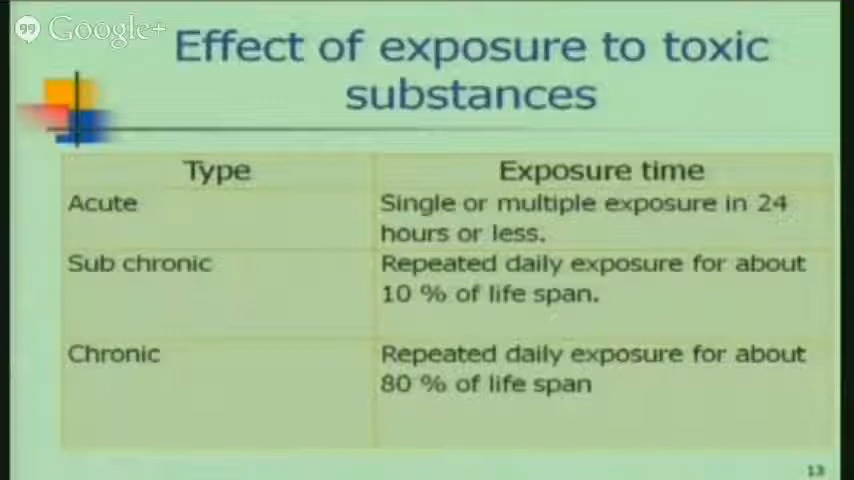 Google+
Effect of exposure to toxic
substances
Type
Exposure time
Acute
Single or multiple exposure in 24
hours or less.
Sub chronic
Repeated daily exposure for about
10 % of life span.
Chronic
Repeated daily exposure for about
80 % of life span
13